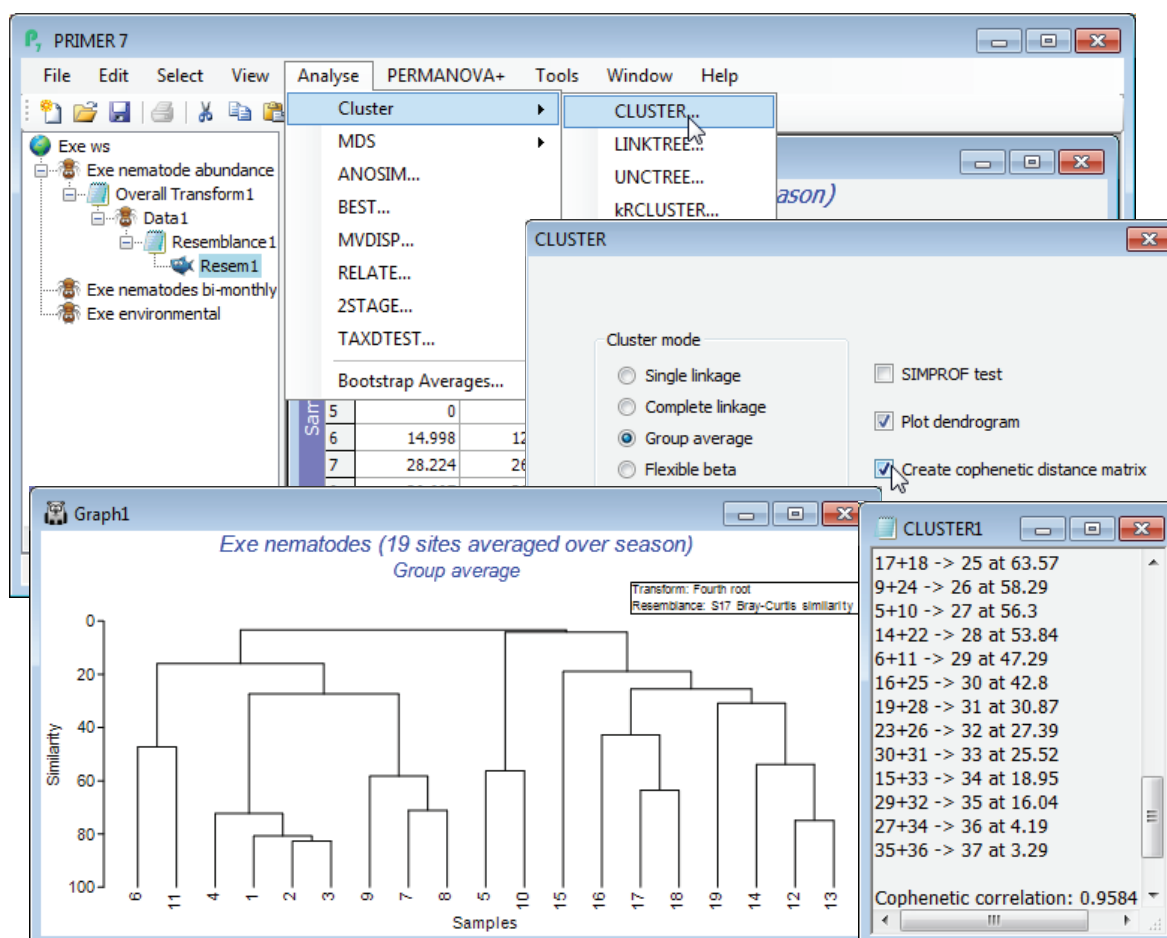 PRIMER 7
File Edit Select View Analyse PERMANOVA+ Tools Window Help
Exe ws
Exe nematode abundance
Overall Transform1
Data1
Resemblance1
Resem1
Exe nematodes bi-monthly
Exe environmental
Cluster
MDS
ANOSIM...
BEST...
MVDISP...
RELATE...
2STAGE...
TAXDTEST...
Bootstrap Averages...
CLUSTER...
LINKTREE...
UNCTREE...
kRCLUSTER...
ason)
Sam
5 0
6 14.998 12
7 28.224 26
CLUSTER
Cluster mode
Single linkage
Complete linkage
Group average
Flexible beta
SIMPROF test
Plot dendrogram
Create cophenetic distance matrix
Graph1
Exe nematodes (19 sites averaged over season)
Group average
Transform: Fourth root
Resemblance: S17 Bray-Curtis similarity
Similarity
0
20
40
60
80
100
6 11 4 1 2 3 9 7 8 5 10 15 16 17 18 19 14 12 13
Samples
CLUSTER1
17+18 -> 25 at 63.57
9+24 -> 26 at 58.29
5+10 -> 27 at 56.3
14+22 -> 28 at 53.84
6+11 -> 29 at 47.29
16+25 -> 30 at 42.8
19+28 -> 31 at 30.87
23+26 -> 32 at 27.39
30+31 -> 33 at 25.52
15+33 -> 34 at 18.95
29+32 -> 35 at 16.04
27+34 -> 36 at 4.19
35+36 -> 37 at 3.29
Cophenetic correlation: 0.9584